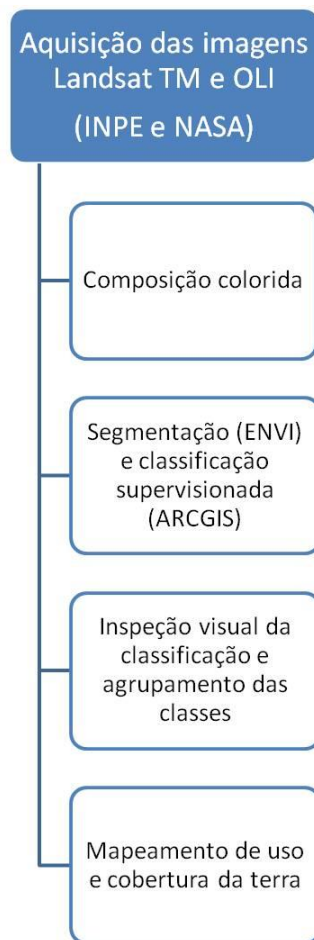 Aquisição das imagens
Landsat TM e OLI
(INPE e NASA)
Composição colorida
Segmentação (ENVI)
e classificação
supervisionada
(ARCGIS)
Inspeção visual da
classificação e
agrupamento das
classes
Mapeamento de uso
e cobertura da terra